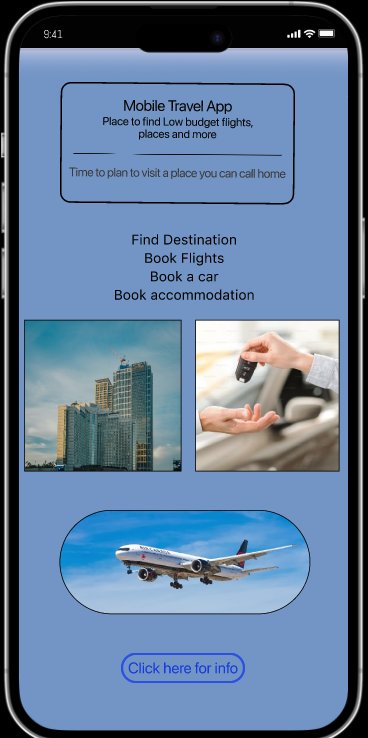 9:41
Mobile Travel App
Place to find Low budget flights,
places and more
Time to plan to visit a place you can call home
Find Destination
Book Flights
Book a car
Book accommodation
Click here for info